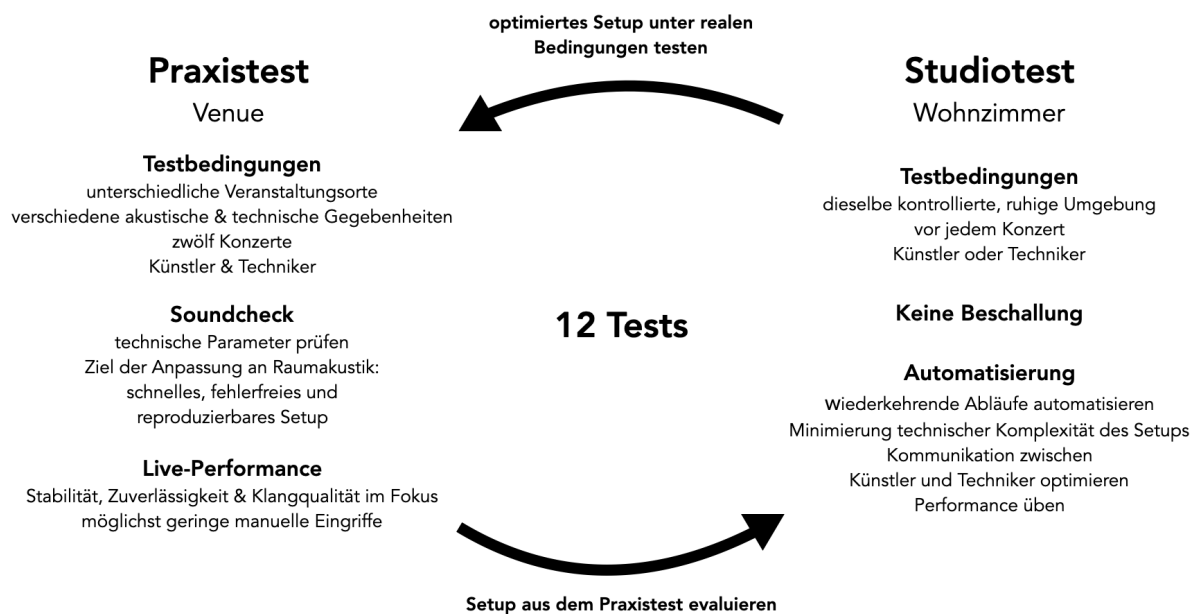 optimiertes Setup unter realen
Bedingungen testen
Praxistest
Venue
Testbedingungen
unterschiedliche Veranstaltungsorte
verschiedene akustische & technische Gegebenheiten
zwölf Konzerte
Künstler & Techniker
Soundcheck
technische Parameter prüfen
Ziel der Anpassung an Raumakustik:
schnelles, fehlerfreies und
reproduzierbares Setup
Live-Performance
Stabilität, Zuverlässigkeit & Klangqualität im Fokus
möglichst geringe manuelle Eingriffe
12 Tests
Studiotest
Wohnzimmer
Testbedingungen
dieselbe kontrollierte, ruhige Umgebung
vor jedem Konzert
Künstler oder Techniker
Keine Beschallung
Automatisierung
wiederkehrende Abläufe automatisieren
Minimierung technischer Komplexität des Setups
Kommunikation zwischen
Künstler und Techniker optimieren
Performance üben
Setup aus dem Praxistest evaluieren